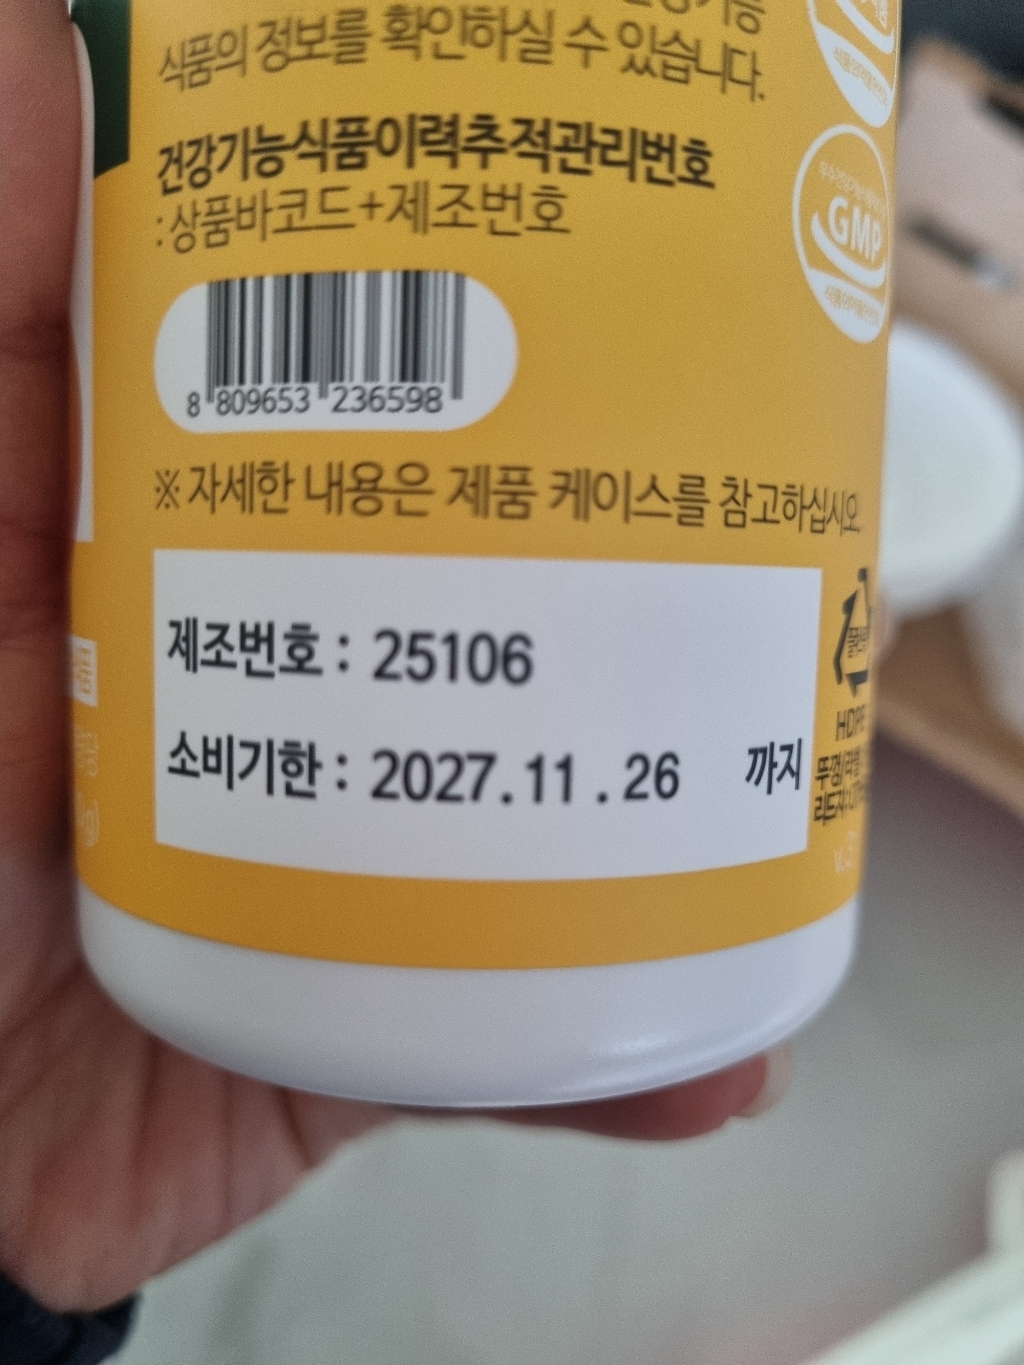 식품의 정보를 확인하실 수 있습니다.
건강기능식품이력추적관리번호
:상품바코드+제조번호
GMP
8 809653 236598
※ 자세한 내용은 제품 케이스를 참고하십시오.
제조번호 : 25106
소비기한 : 2027.11.26 까지
HDPE